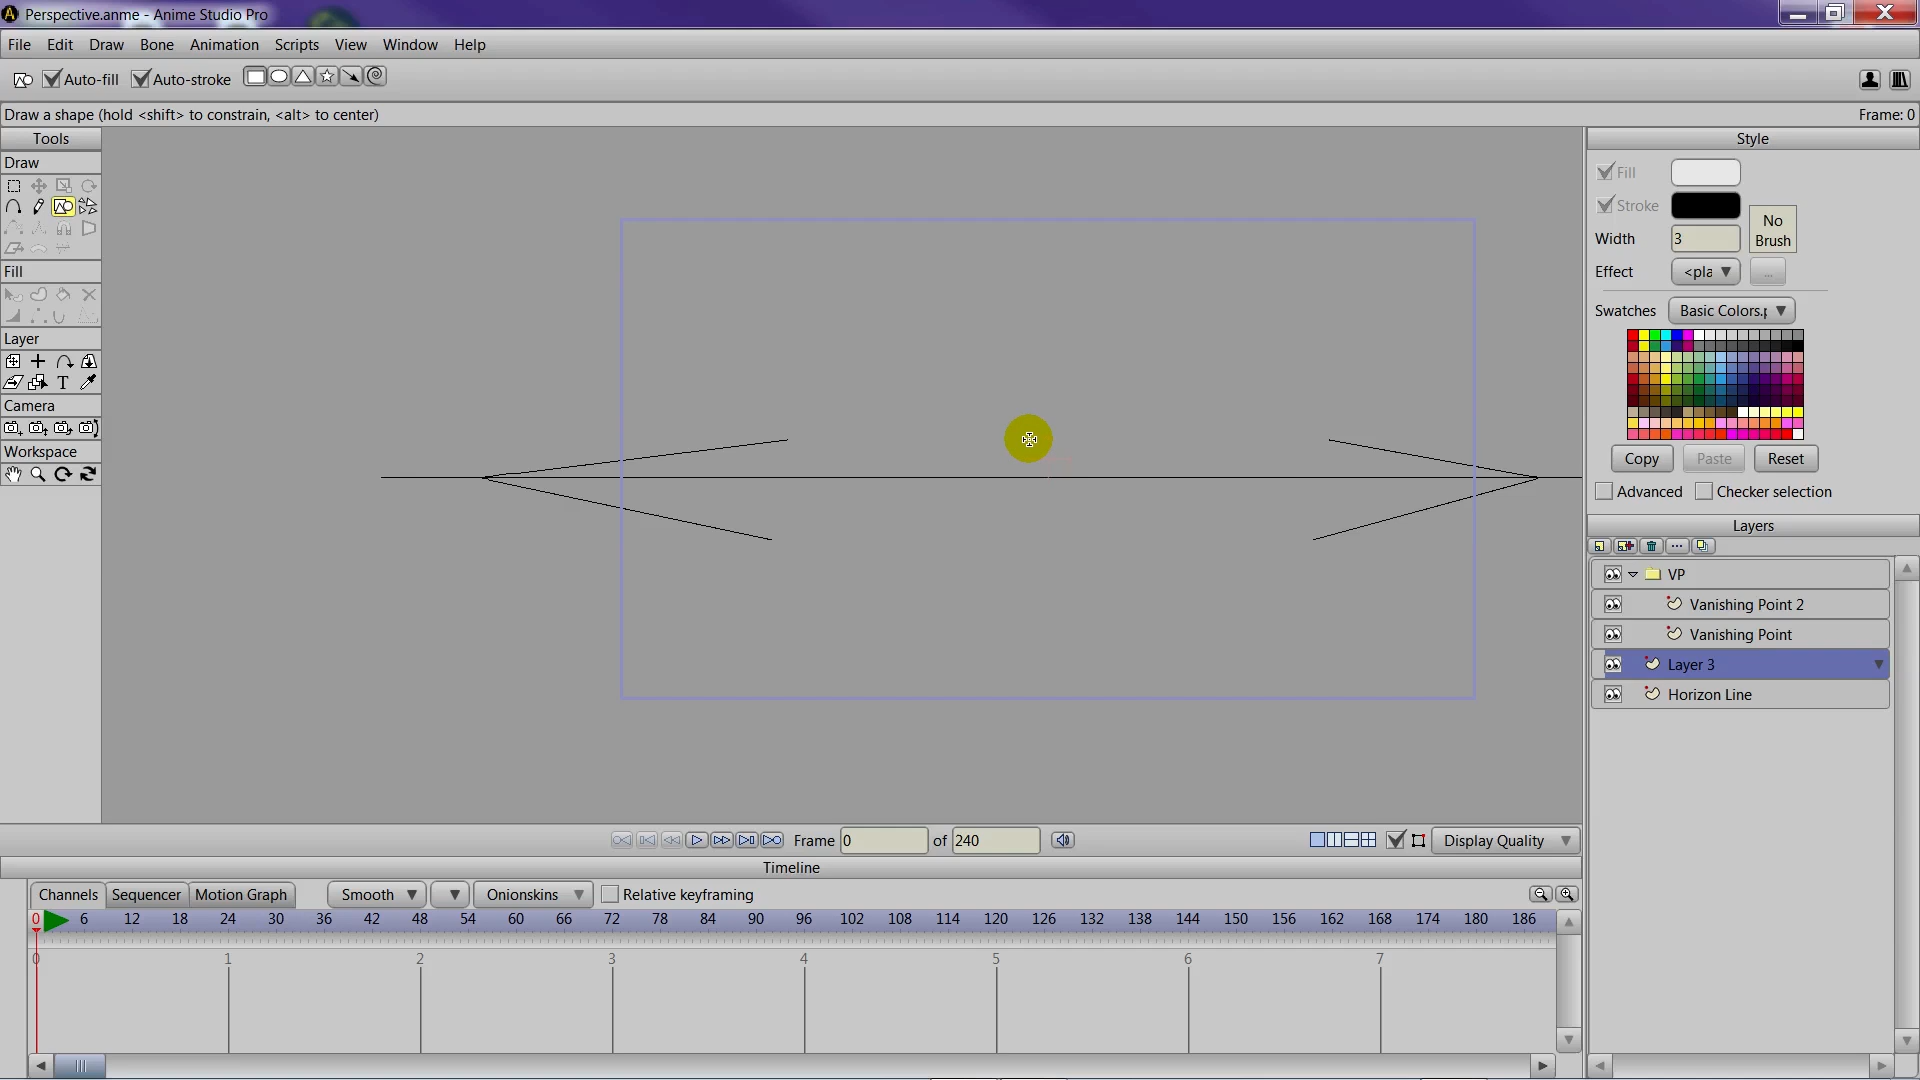 Perspective.anme - Anime Studio Pro
File Edit Draw Bone Animation Scripts View Window Help
Auto-fill Auto-stroke
Draw a shape (hold <shift> to constrain, <alt> to center) Frame: 0
Tools
Draw
Fill
Layer
T
Camera
Workspace
Style
Fill
Stroke
No Brush
Width 3
Effect <pla ...
Swatches Basic Colors.p
Copy Paste Reset
Advanced Checker selection
Layers
VP
Vanishing Point 2
Vanishing Point
Layer 3
Horizon Line
Frame 0 of 240 Display Quality
Timeline
Channels Sequencer Motion Graph Smooth Onionskins Relative keyframing
0 6 12 18 24 30 36 42 48 54 60 66 72 78 84 90 96 102 108 114 120 126 132 138 144 150 156 162 168 174 180 186
0 1 2 3 4 5 6 7